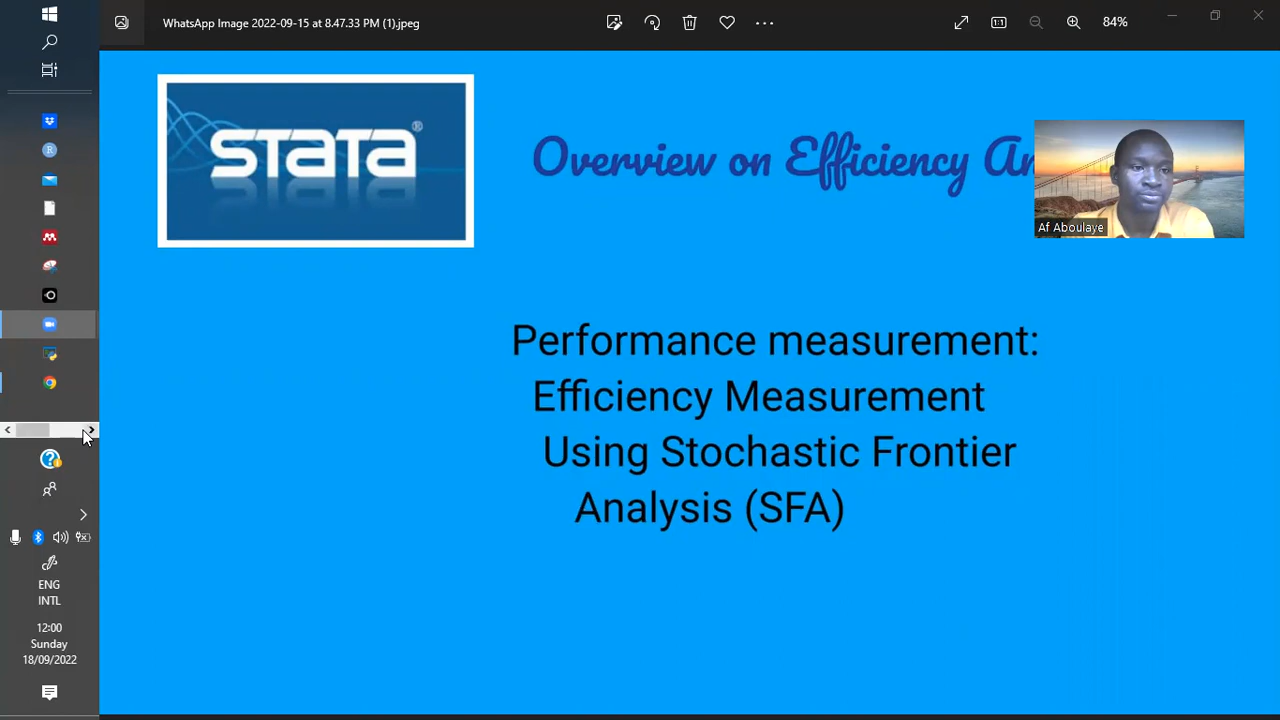 WhatsApp Image 2022-09-15 at 8.47.33 PM (1).jpeg
84%
STATA®
Overview on Efficiency
Af Aboulaye
Performance measurement:
Efficiency Measurement
Using Stochastic Frontier
Analysis (SFA)
ENG
INTL
12:00
Sunday
18/09/2022